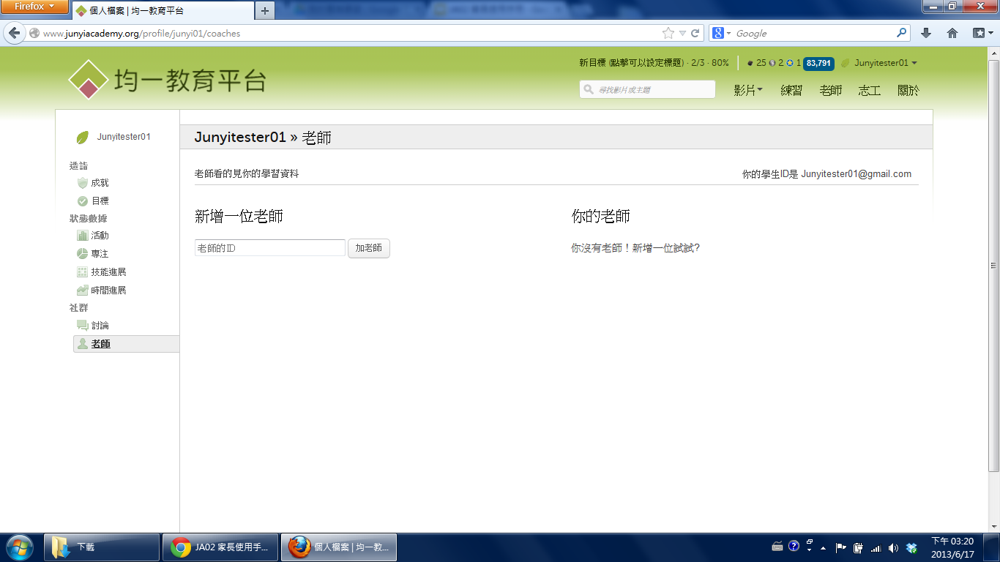 Firefox
個人檔案 | 均一教育平台
www.junyiacademy.org/profile/junyi01/coaches
Google
均一教育平台
新目標 (點擊可以設定標題) · 2/3 · 80%
25 2 1 83,791 Junyitester01
尋找影片或主題
影片 練習 老師 志工 關於
Junyitester01
造詣
成就
目標
狀態數據
活動
專注
技能進展
時間進展
社群
討論
老師
Junyitester01 » 老師
老師看的見你的學習資料
你的學生ID是 Junyitester01@gmail.com
新增一位老師
老師的ID 加老師
你的老師
你沒有老師！新增一位試試?
下載
JA02 家長使用手...
個人檔案 | 均一教...
下午 03:20
2013/6/17